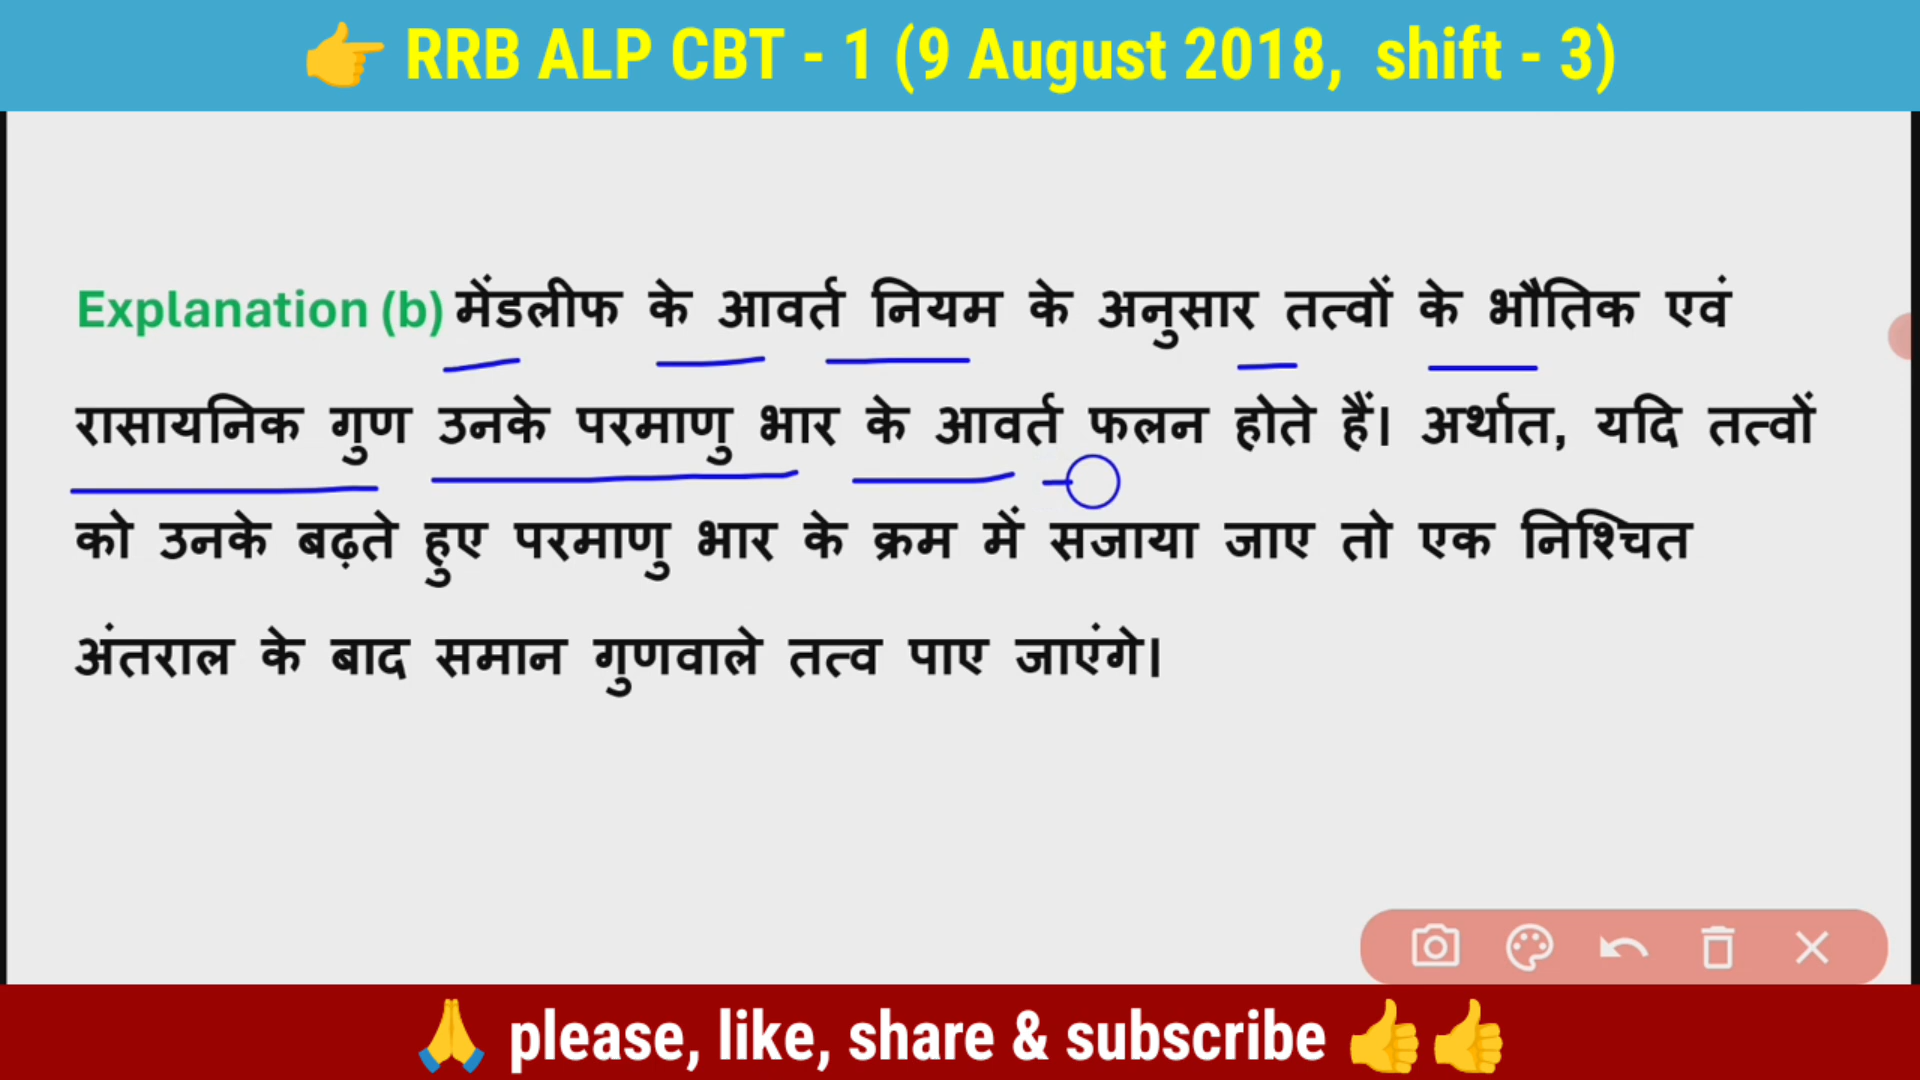 👉 RRB ALP CBT - 1 (9 August 2018, shift - 3)
Explanation (b) मेंडलीफ के आवर्त नियम के अनुसार तत्वों के भौतिक एवं
रासायनिक गुण उनके परमाणु भार के आवर्त फलन होते हैं। अर्थात, यदि तत्वों
को उनके बढ़ते हुए परमाणु भार के क्रम में सजाया जाए तो एक निश्चित
अंतराल के बाद समान गुणवाले तत्व पाए जाएंगे।
🙏 please, like, share & subscribe 👍👍